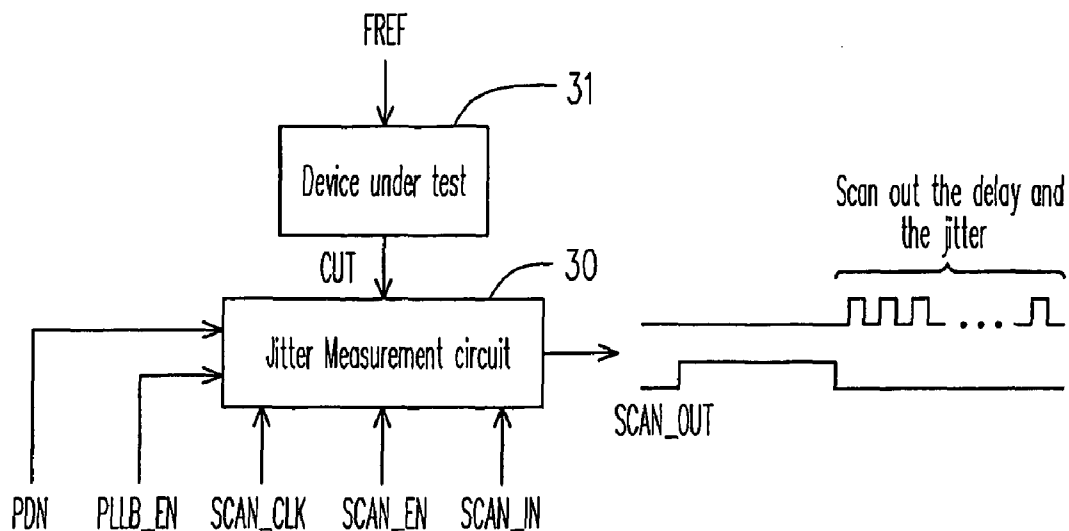 FREF
31
Device under test
Scan out the delay and
the jitter
CUT
30
Jitter Measurement circuit
SCAN_OUT
PDN
PLLB_EN
SCAN_CLK
SCAN_EN
SCAN_IN